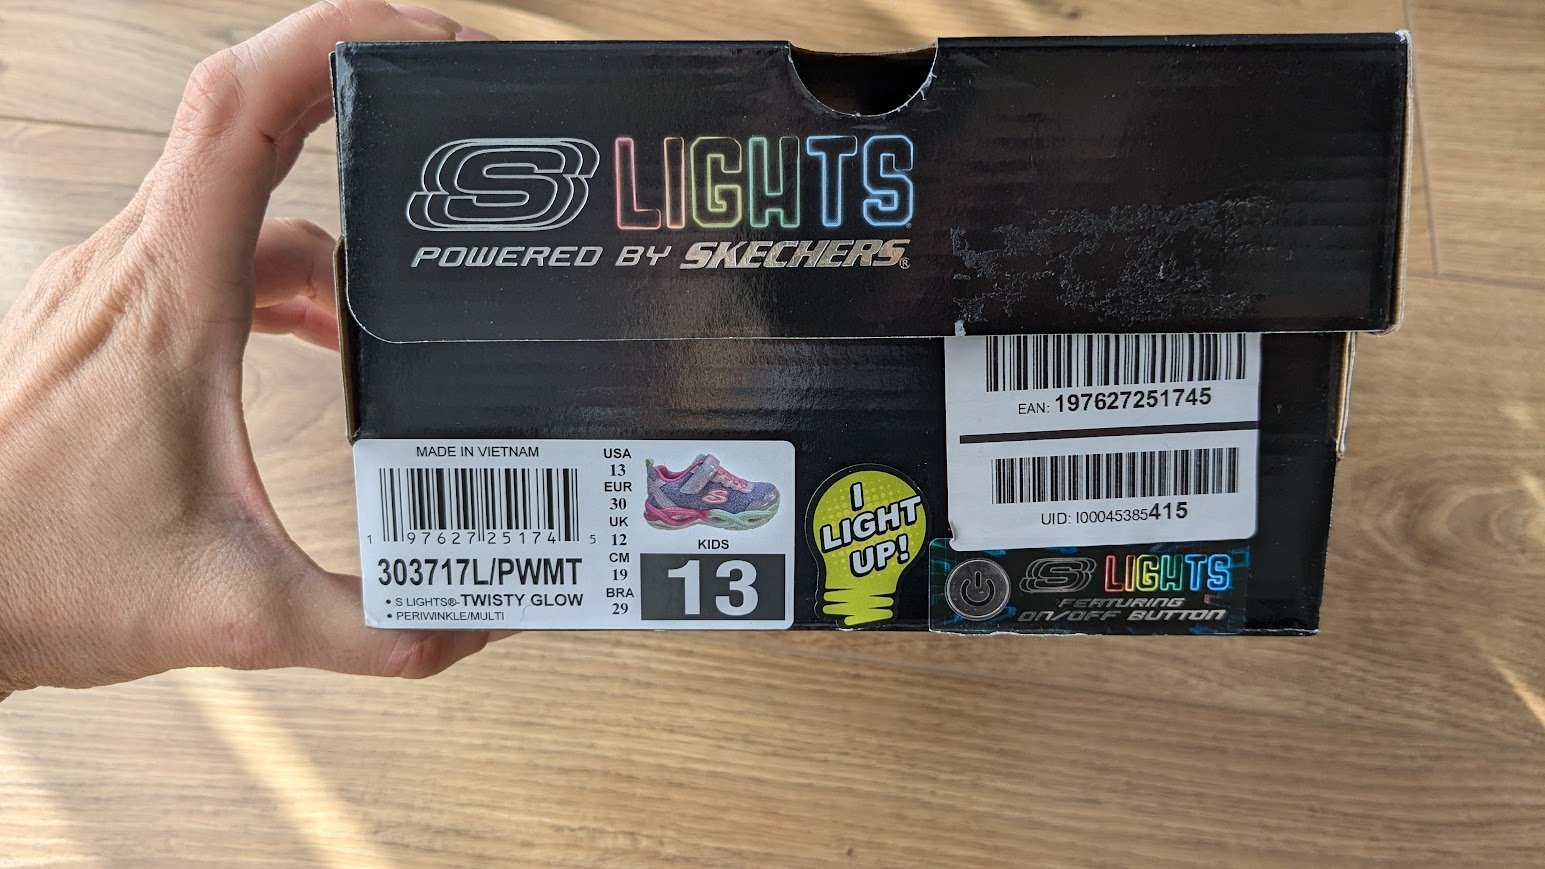 S LIGHTS
POWERED BY SKECHERS®
EAN: 197627251745
UID: I00045385415
MADE IN VIETNAM
1 97627 25174 5
303717L/PWMT
• S LIGHTS®-TWISTY GLOW
• PERIWINKLE/MULTI
USA
13
EUR
30
UK
12
CM
19
BRA
29
S
KIDS
13
I
LIGHT
UP!
S LIGHTS
FEATURING
ON/OFF BUTTON